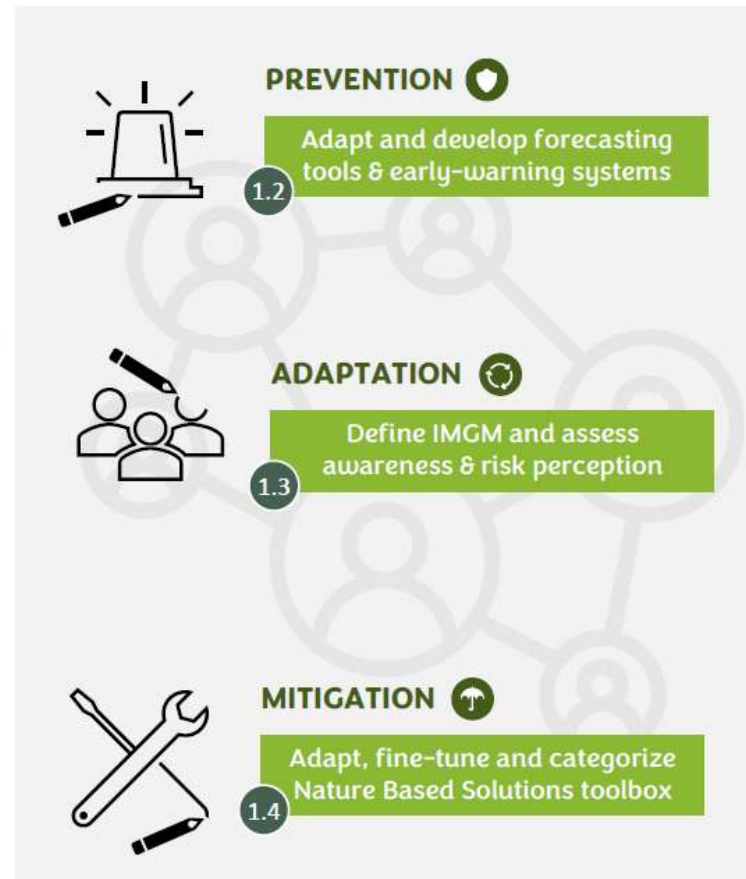 PREVENTION
Adapt and develop forecasting
tools & early-warning systems
1.2
ADAPTATION
Define IMGM and assess
awareness & risk perception
1.3
MITIGATION
Adapt, fine-tune and categorize
Nature Based Solutions toolbox
1.4